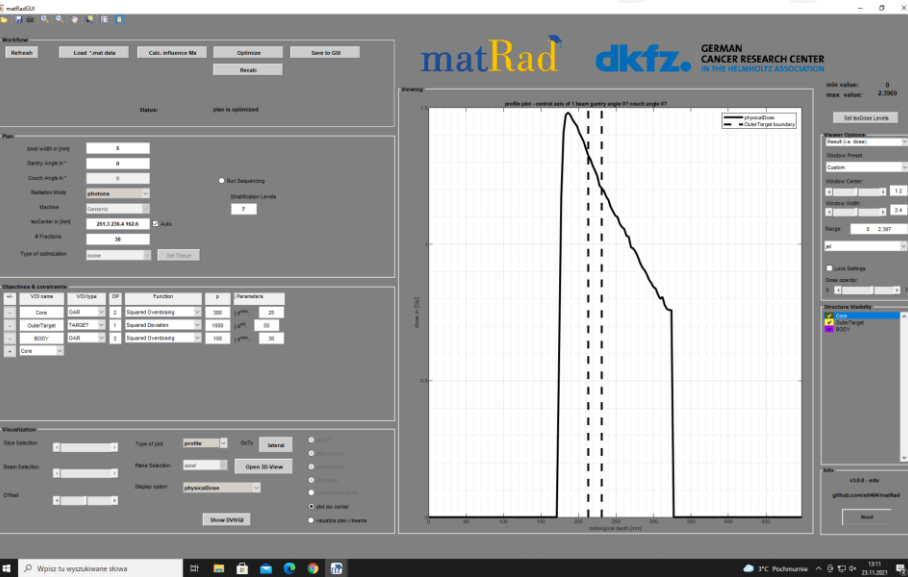 matRadGUI
Workflow
Refresh
Load *.mat data
Calc. influence Mx
Optimize
Save to GUI
Recalc
Status:
plan is optimized
matRad
dkfz.
GERMAN
CANCER RESEARCH CENTER
IN THE HELMHOLTZ ASSOCIATION
min value: 0
max value: 2.3969
Set IsoDose Levels
Plan
bixel width in [mm] 5
Gantry Angle in ° 0
Couch Angle in ° 0
Radiation Mode photons
Machine Generic
IsoCenter in [mm] 251.3 236.4 162.6 Auto
# Fractions 30
Type of optimization none Set Tissue
Run Sequencing
Stratification Levels
7
Objectives & constraints
+/- VOI name VOI type OP Function p | Parameters
- Core OAR 2 Squared Overdosing 300 25
- OuterTarget TARGET 1 Squared Deviation 1000 50
- BODY OAR 3 Squared Overdosing 100 30
+ Core
Visualization
Slice Selection
Beam Selection
Offset
Type of plot profile GoTo lateral
Plane Selection axial Open 3D-View
Display option physicalDose
Show DVH/QI
plot iso center
visualize plan / beams
Viewing
profile plot - central axis of 1 beam gantry angle 0? couch angle 0?
physicalDose
OuterTarget boundary
1.5
1
0.5
0
dose in [Gy]
0 50 100 150 200 250 300 350 400 450
radiological depth [mm]
Viewer Options
Result (i.e. dose)
Window Preset
Custom
Window Center:
1.2
Window Width:
2.4
Range: 0 2.397
jet
Lock Settings
Dose opacity:
Structure Visibilty
Core
OuterTarget
BODY
Info
v3.0.0 - edu
github.com/e0404/matRad
About
Wpisz tu wyszukiwane słowa
3°C Pochmurnie
13:11
23.11.2021